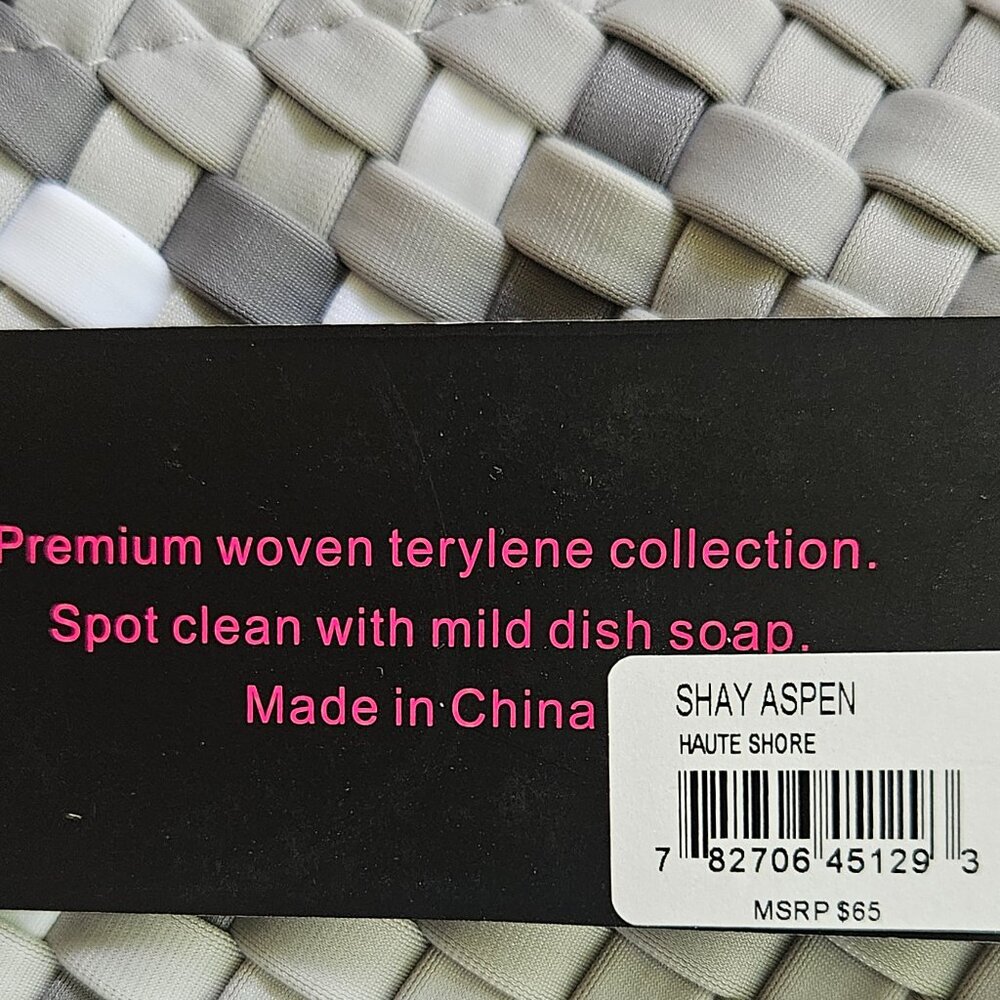 Premium woven terylene collection.
Spot clean with mild dish soap.
Made in China
SHAY ASPEN
HAUTE SHORE
7 82706 45129 3
MSRP $65